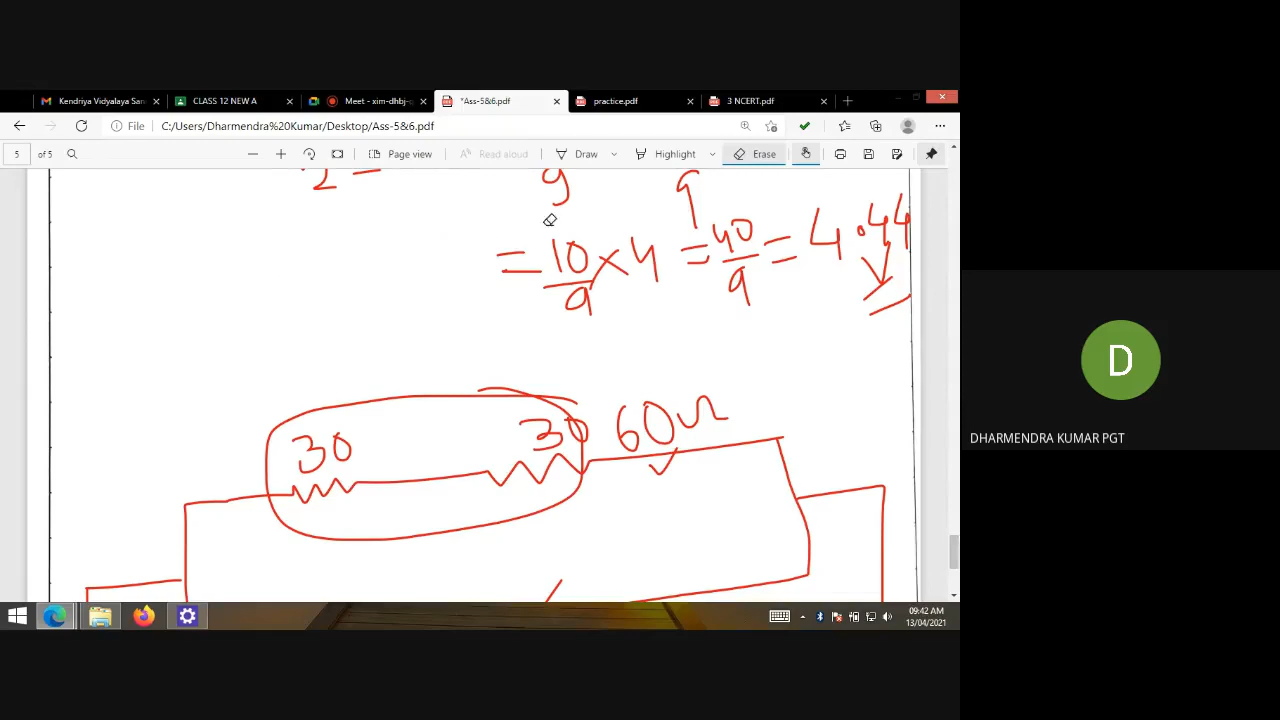 Kendriya Vidyalaya San
CLASS 12 NEW A
Meet - xim-dhbj-q
*Ass-5&6.pdf
practice.pdf
3 NCERT.pdf
File
C:/Users/Dharmendra%20Kumar/Desktop/Ass-5&6.pdf
5 of 5
Page view
Read aloud
Draw
Highlight
Erase
2 =
9
9
= 10/9 × 4 = 40/9 = 4.44
30
30
60Ω
D
DHARMENDRA KUMAR PGT
09:42 AM
13/04/2021